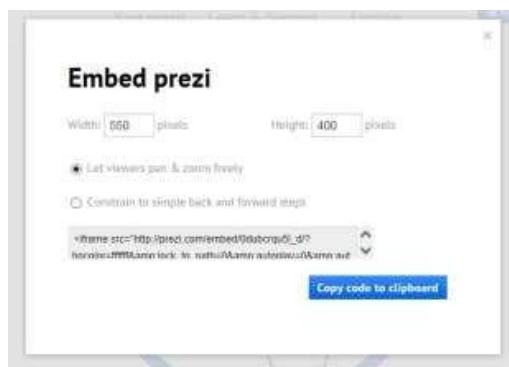 Embed prezi
Width: 550 pixels Height: 400 pixels
Let viewers pan & zoom freely
Constrain to simple back and forward steps
<iframe src="http://prezi.com/embed/
Copy code to clipboard